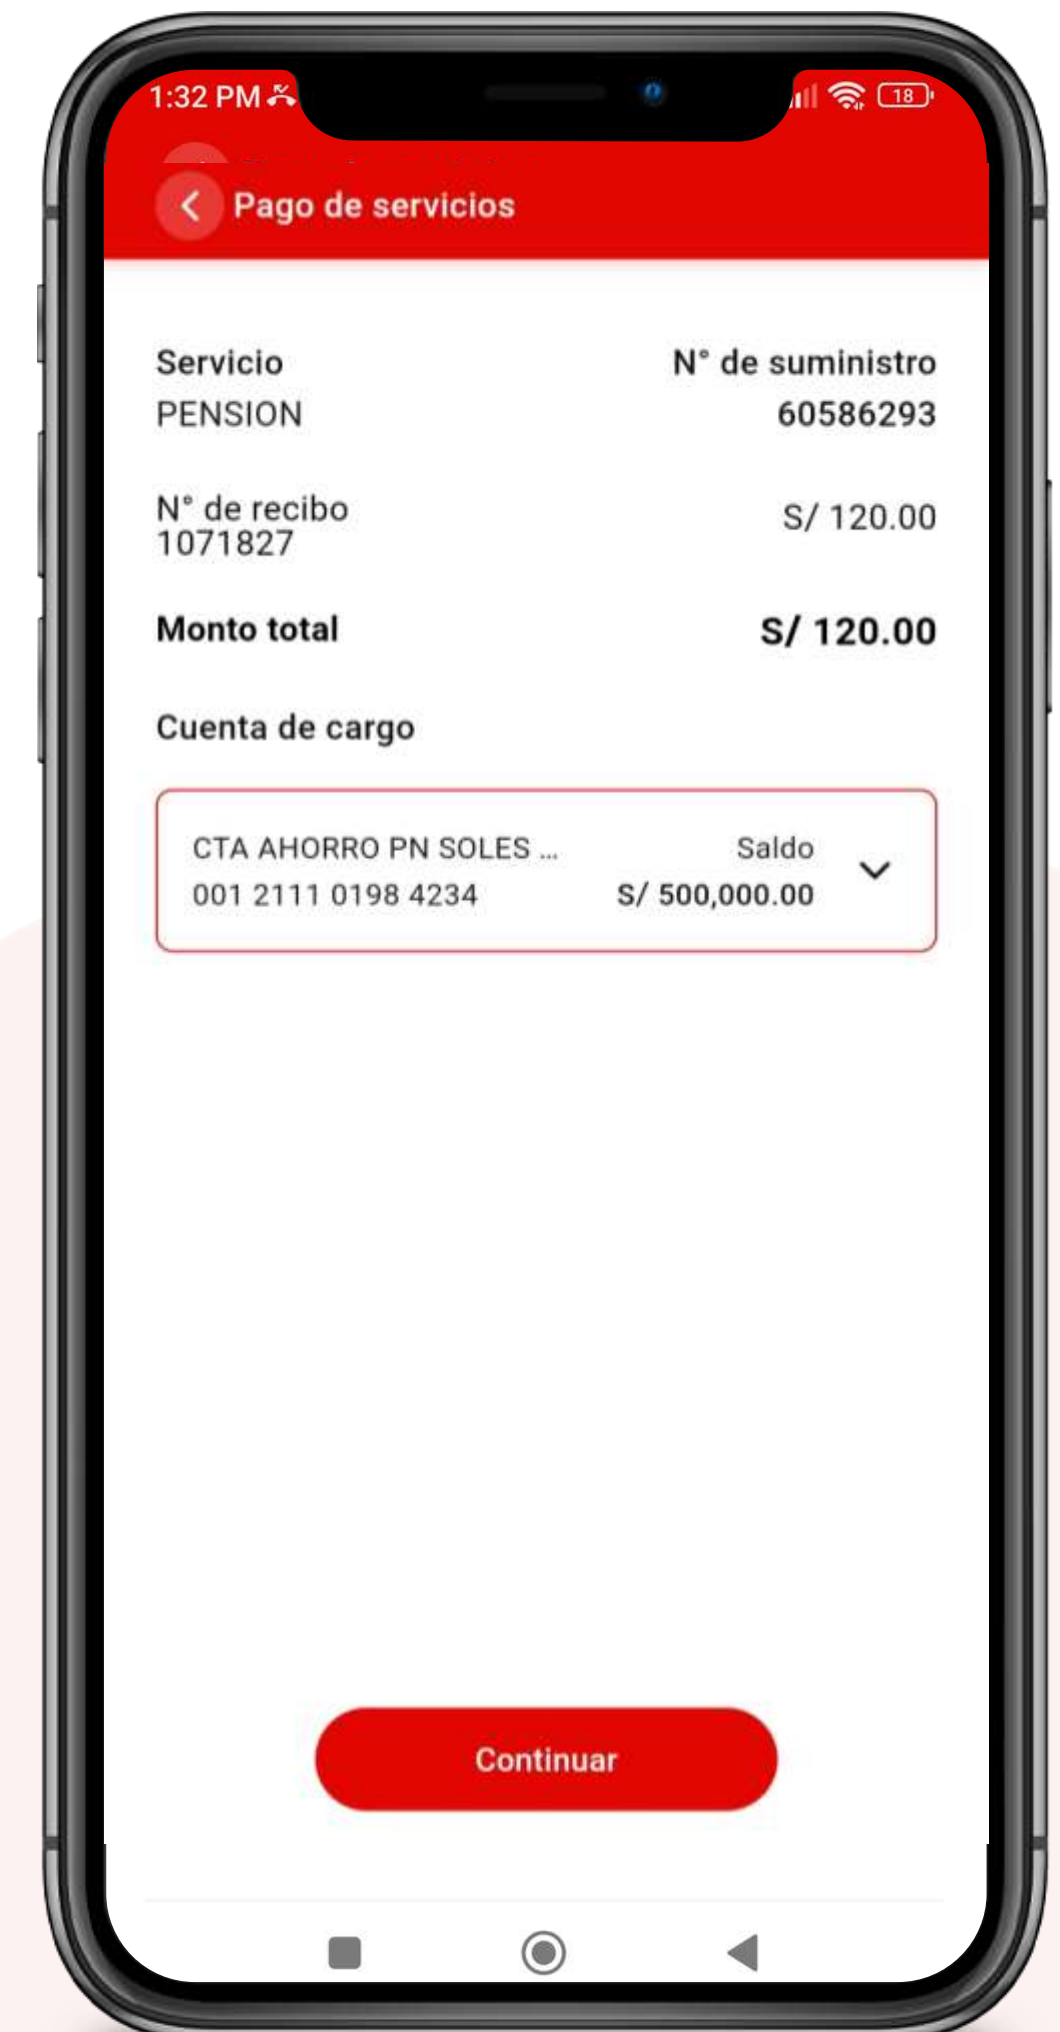 1:32 PM 18
Pago de servicios
Servicio N° de suministro
PENSION 60586293
N° de recibo S/ 120.00
1071827
Monto total S/ 120.00
Cuenta de cargo
CTA AHORRO PN SOLES ... Saldo
001 2111 0198 4234 S/ 500,000.00
Continuar